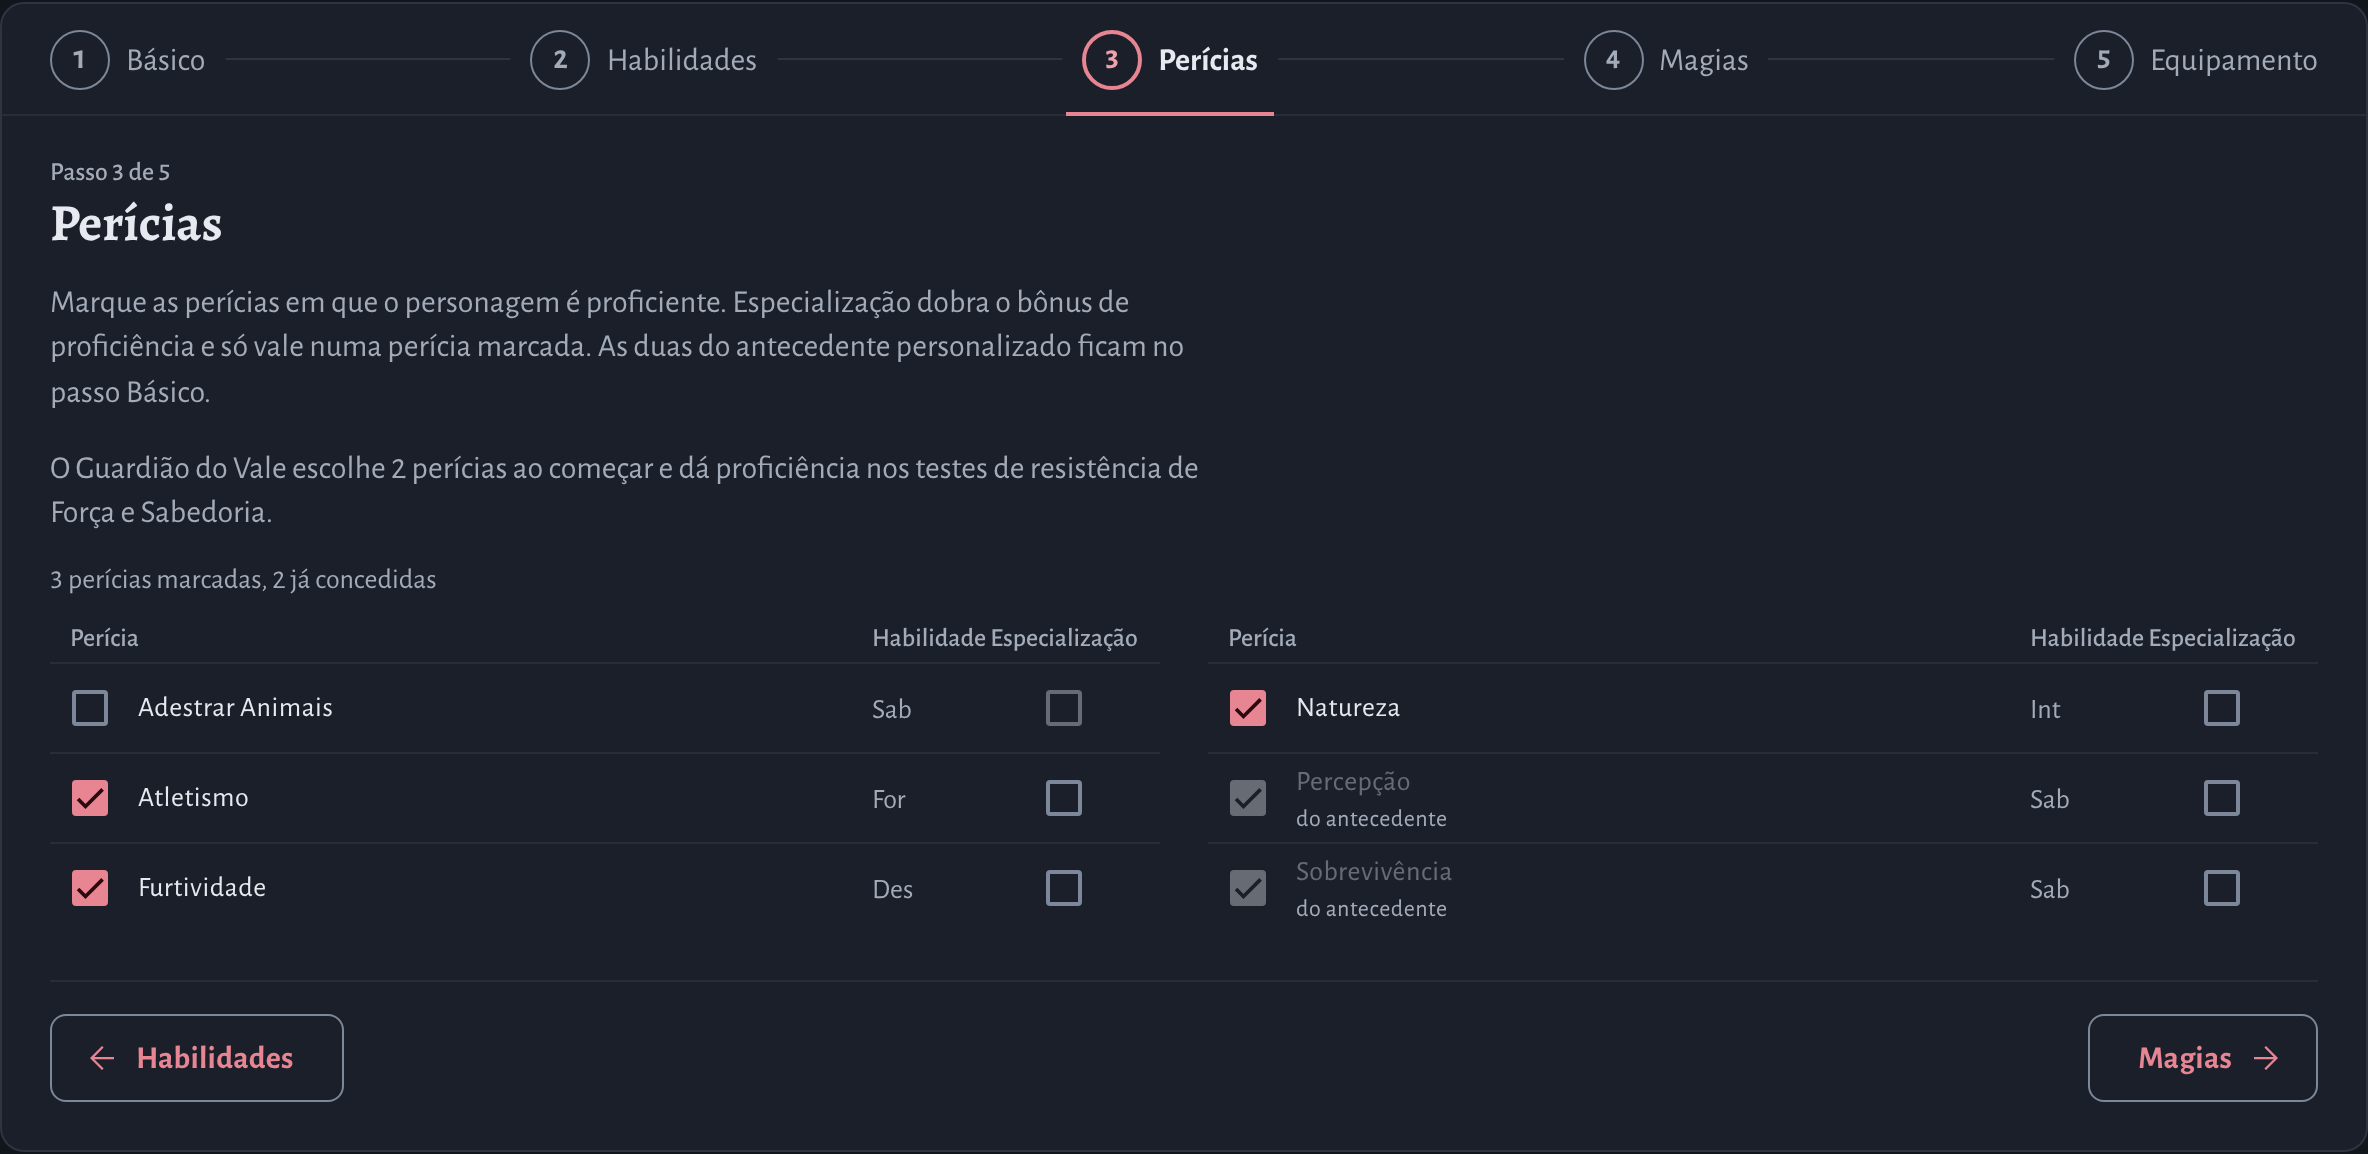 1 Básico 2 Habilidades 3 Perícias 4 Magias 5 Equipamento
Passo 3 de 5
Perícias
Marque as perícias em que o personagem é proficiente. Especialização dobra o bônus de
proficiência e só vale numa perícia marcada. As duas do antecedente personalizado ficam no
passo Básico.
O Guardião do Vale escolhe 2 perícias ao começar e dá proficiência nos testes de resistência de
Força e Sabedoria.
3 perícias marcadas, 2 já concedidas
Perícia Habilidade Especialização
Adestrar Animais Sab
Atletismo For
Furtividade Des
Perícia Habilidade Especialização
Natureza Int
Percepção
do antecedente
Sab
Sobrevivência
do antecedente
Sab
Habilidades
Magias